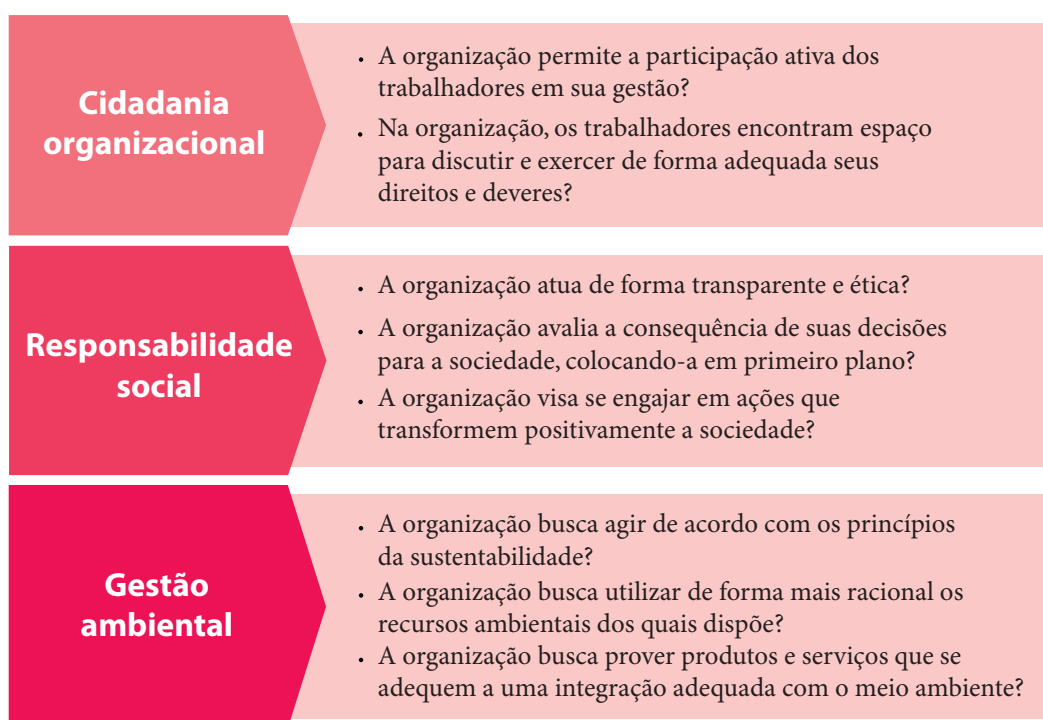 Cidadania
organizacional
• A organização permite a participação ativa dos
trabalhadores em sua gestão?
• Na organização, os trabalhadores encontram espaço
para discutir e exercer de forma adequada seus
direitos e deveres?
Responsabilidade
social
• A organização atua de forma transparente e ética?
• A organização avalia a consequência de suas decisões
para a sociedade, colocando-a em primeiro plano?
• A organização visa se engajar em ações que
transformem positivamente a sociedade?
Gestão
ambiental
• A organização busca agir de acordo com os princípios
da sustentabilidade?
• A organização busca utilizar de forma mais racional os
recursos ambientais dos quais dispõe?
• A organização busca prover produtos e serviços que se
adequem a uma integração adequada com o meio ambiente?